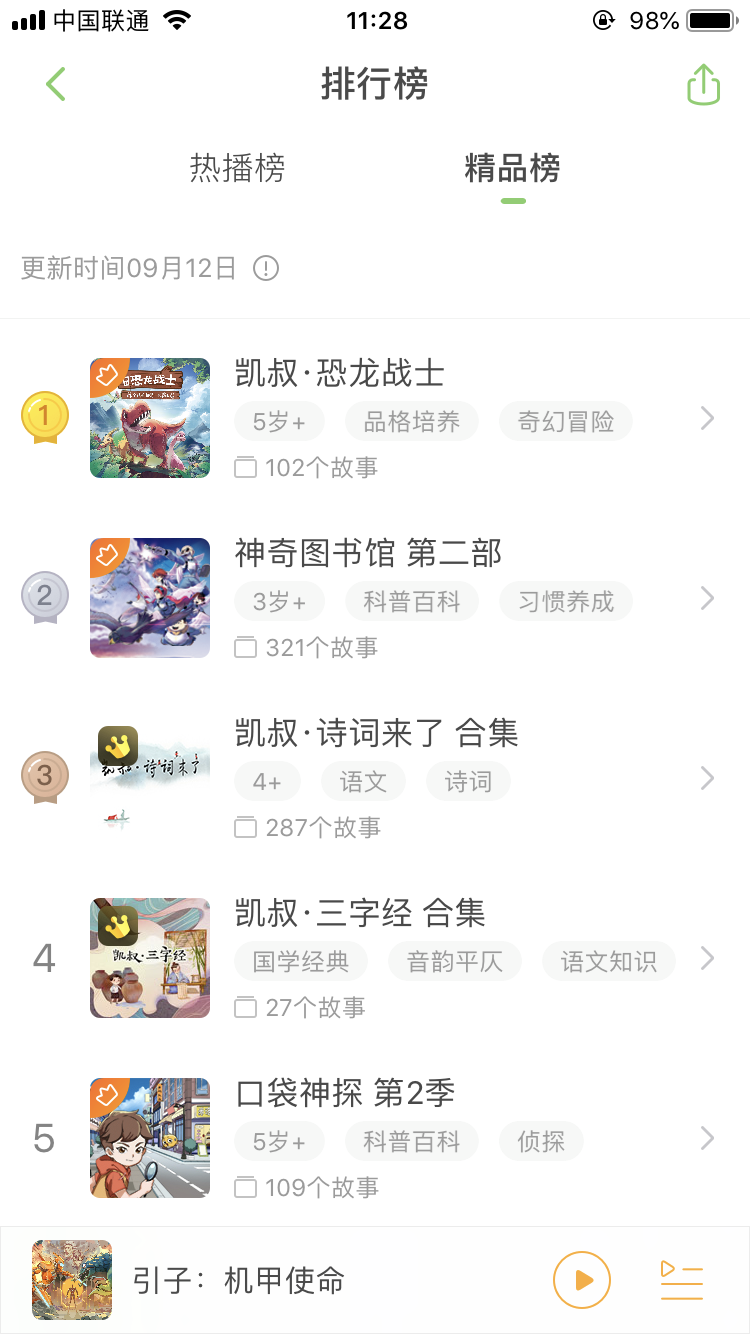 中国联通
11:28
98%
排行榜
热播榜
精品榜
更新时间09月12日
1
恐龙战士
凯叔·恐龙战士
5岁+
品格培养
奇幻冒险
102个故事
2
神奇图书馆 第二部
3岁+
科普百科
习惯养成
321个故事
3
凯叔·诗词来了
凯叔·诗词来了 合集
4+
语文
诗词
287个故事
4
凯叔·三字经
凯叔·三字经 合集
国学经典
音韵平仄
语文知识
27个故事
5
口袋神探 第2季
5岁+
科普百科
侦探
109个故事
引子：机甲使命